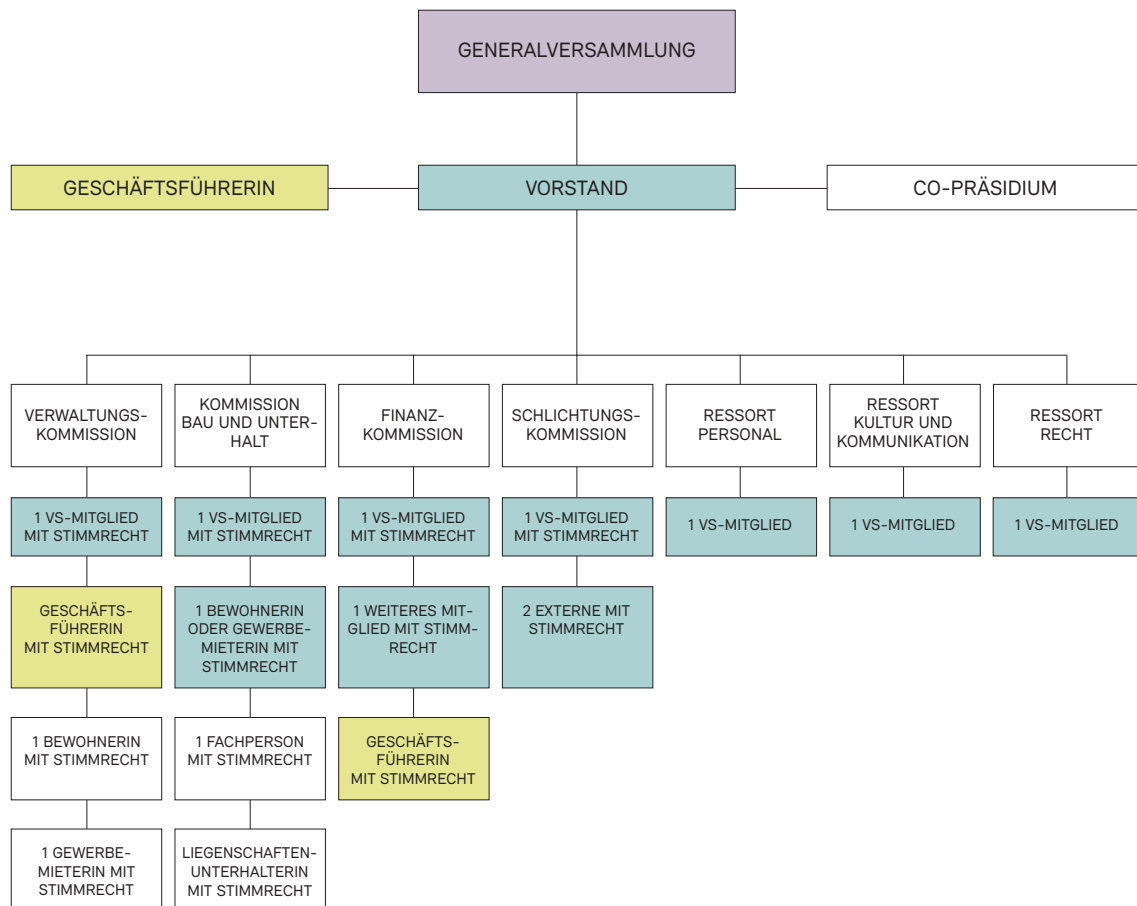 GENERALVERSAMMLUNG
GESCHÄFTSFÜHRERIN
VORSTAND
CO-PRÄSIDIUM
VERWALTUNGS-
KOMMISSION
KOMMISSION
BAU UND UNTER-
HALT
FINANZ-
KOMMISSION
SCHLICHTUNGS-
KOMMISSION
RESSORT
PERSONAL
RESSORT
KULTUR UND
KOMMUNIKATION
RESSORT
RECHT
1 VS-MITGLIED
MIT STIMMRECHT
1 VS-MITGLIED
MIT STIMMRECHT
1 VS-MITGLIED
MIT STIMMRECHT
1 VS-MITGLIED
MIT STIMMRECHT
1 VS-MITGLIED
1 VS-MITGLIED
1 VS-MITGLIED
GESCHÄFTS-
FÜHRERIN
MIT STIMMRECHT
1 BEWOHNERIN
ODER GEWERBE-
MIETERIN MIT
STIMMRECHT
1 WEITERES MIT-
GLIED MIT STIMM-
RECHT
2 EXTERNE MIT
STIMMRECHT
1 BEWOHNERIN
MIT STIMMRECHT
1 FACHPERSON
MIT STIMMRECHT
GESCHÄFTS-
FÜHRERIN
MIT STIMMRECHT
1 GEWERBE-
MIETERIN MIT
STIMMRECHT
LIEGENSCHAFTEN-
UNTERHALTERIN
MIT STIMMRECHT